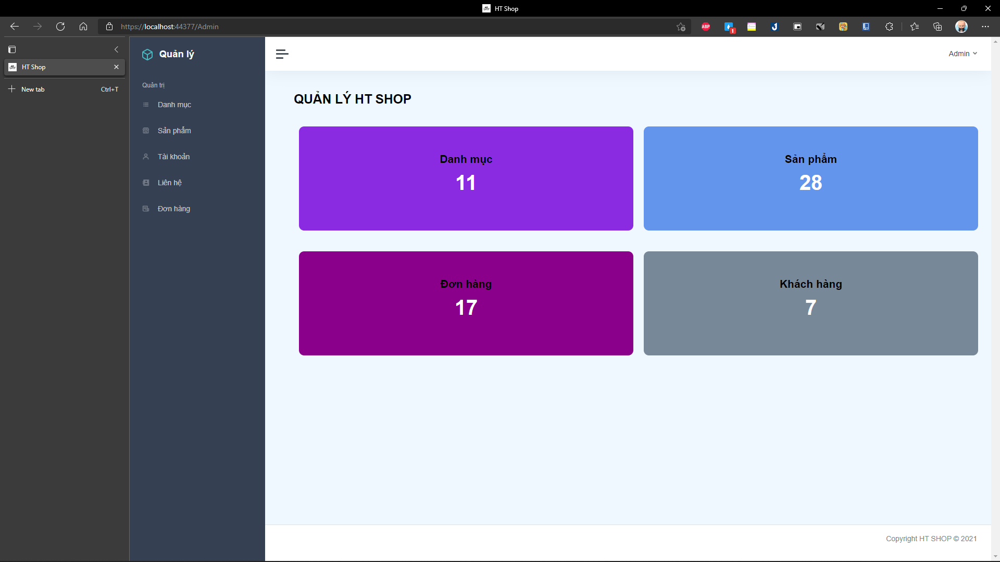 HT Shop
https://localhost:44377/Admin
ABP
1
HT Shop
New tab Ctrl+T
Quản lý
Quản trị
Danh mục
Sản phẩm
Tài khoản
Liên hệ
Đơn hàng
Admin
QUẢN LÝ HT SHOP
Danh mục
11
Sản phẩm
28
Đơn hàng
17
Khách hàng
7
Copyright HT SHOP © 2021